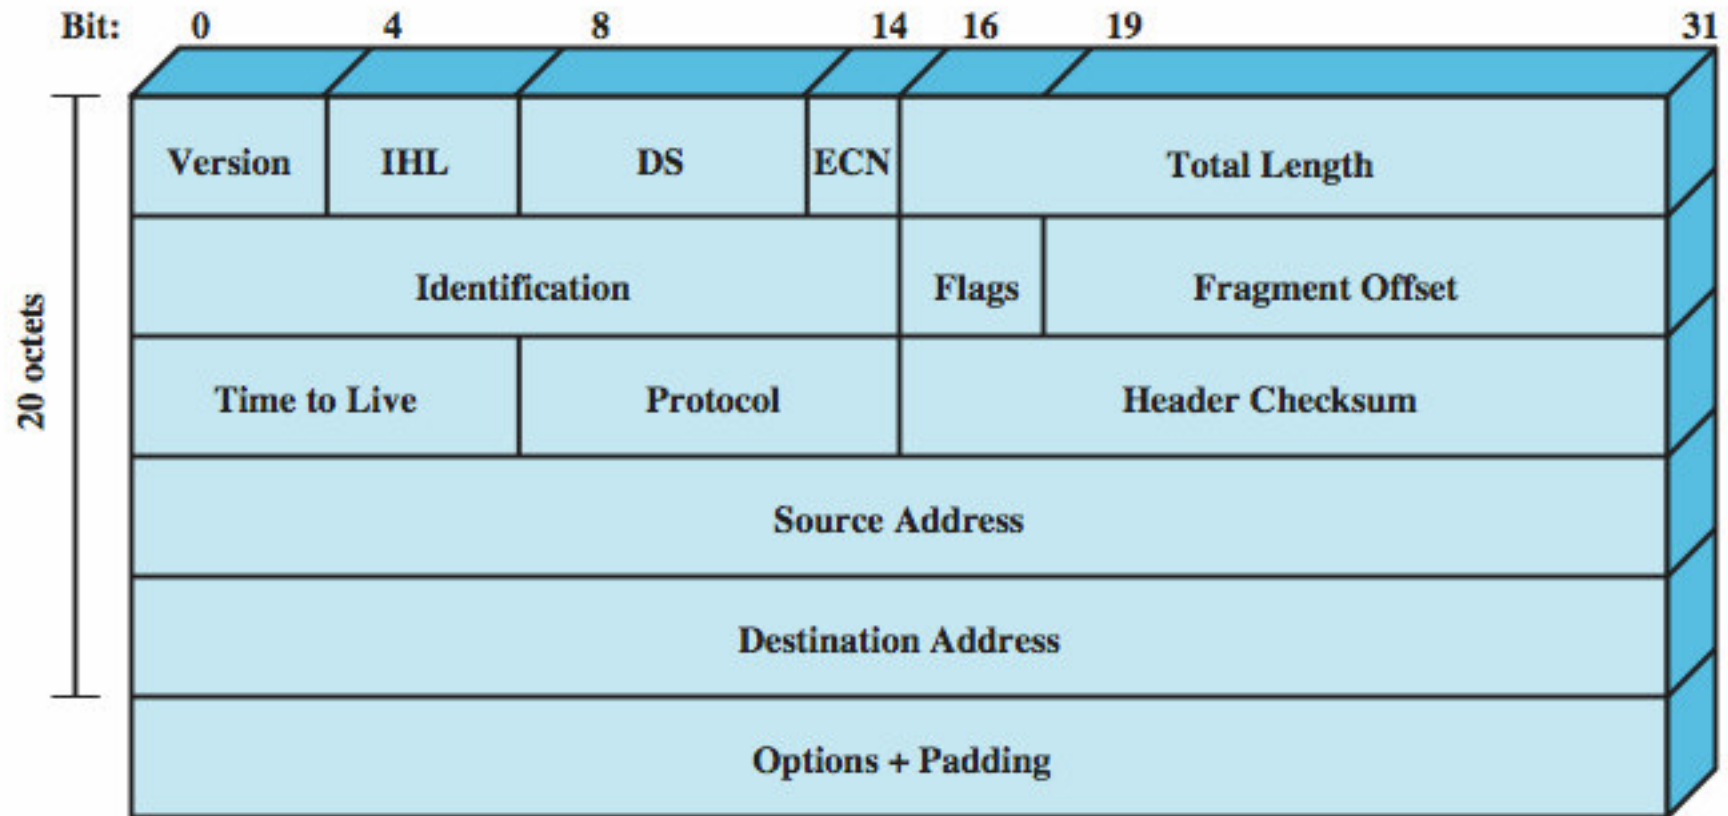 Bit: 0 4 8 14 16 19 31
Version IHL DS ECN Total Length
Identification Flags Fragment Offset
20 octets
Time to Live Protocol Header Checksum
Source Address
Destination Address
Options + Padding